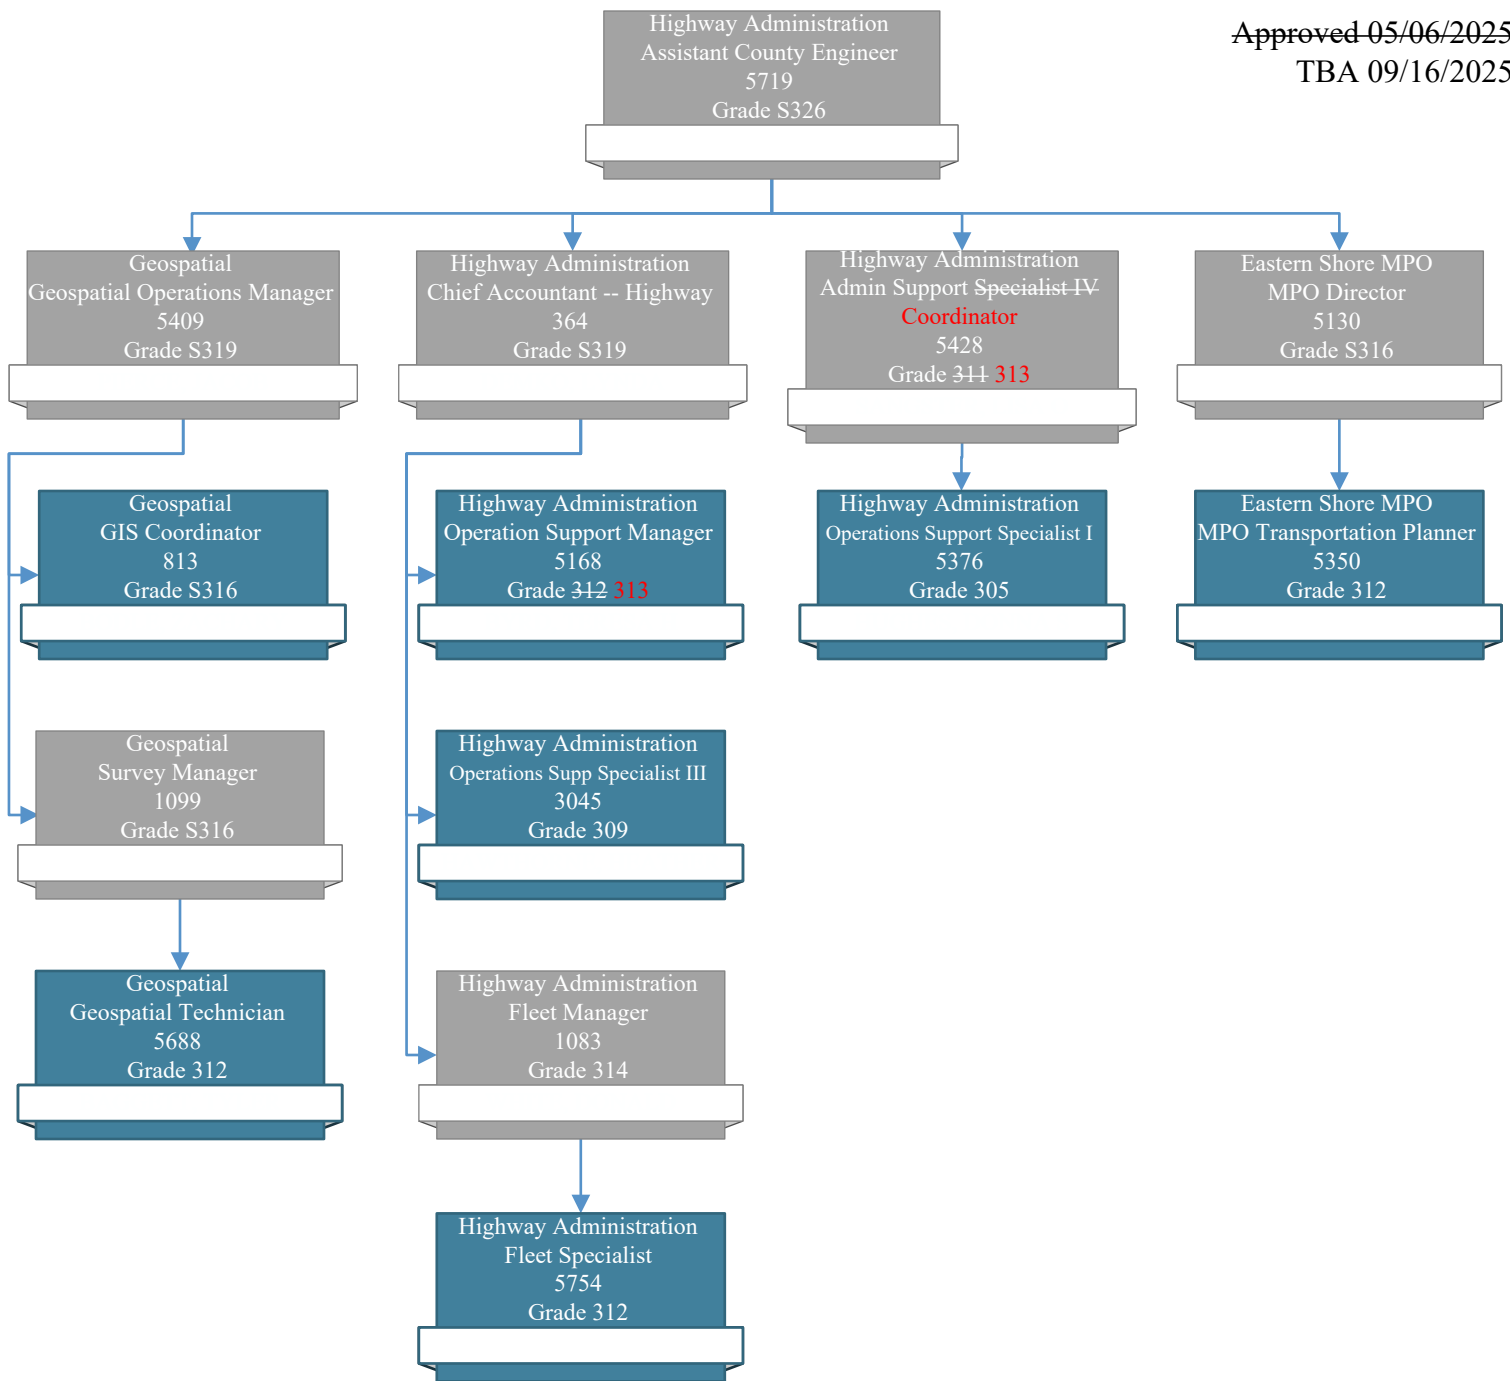 Highway Administration
Assistant County Engineer
5719
Grade S326
Approved 05/06/2025
TBA 09/16/2025
Geospatial
Geospatial Operations Manager
5409
Grade S319
Highway Administration
Chief Accountant -- Highway
364
Grade S319
Highway Administration
Admin Support Specialist IV
Coordinator
5428
Grade 311 313
Eastern Shore MPO
MPO Director
5130
Grade S316
Geospatial
GIS Coordinator
813
Grade S316
Highway Administration
Operation Support Manager
5168
Grade 312 313
Highway Administration
Operations Support Specialist I
5376
Grade 305
Eastern Shore MPO
MPO Transportation Planner
5350
Grade 312
Geospatial
Survey Manager
1099
Grade S316
Highway Administration
Operations Supp Specialist III
3045
Grade 309
Geospatial
Geospatial Technician
5688
Grade 312
Highway Administration
Fleet Manager
1083
Grade 314
Highway Administration
Fleet Specialist
5754
Grade 312